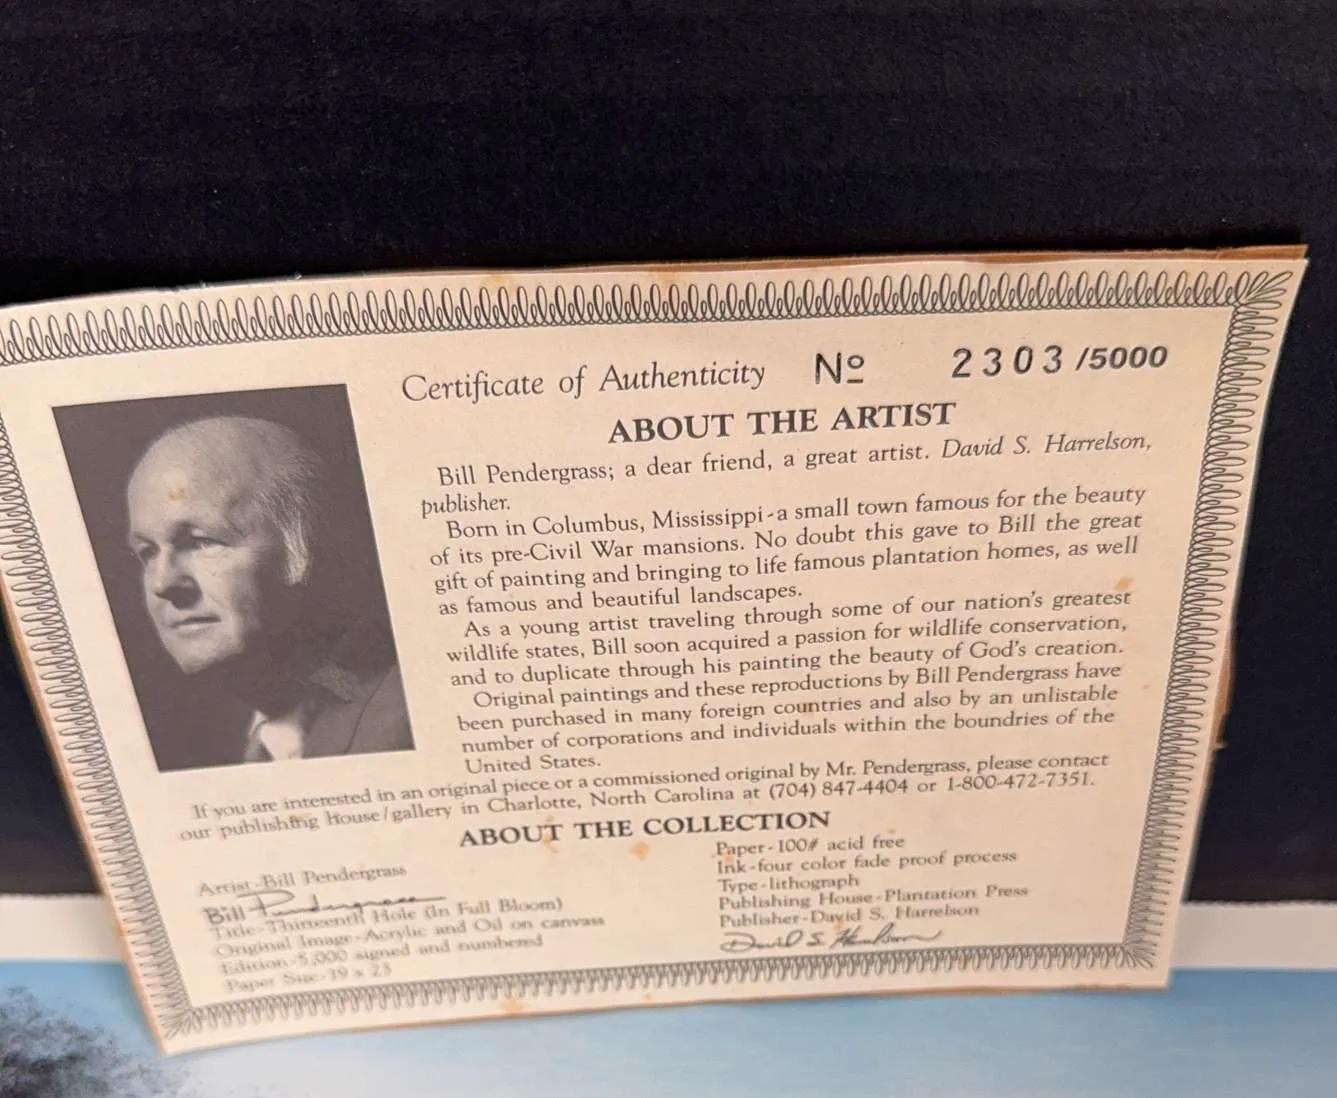 Certificate of Authenticity No 2303/5000
ABOUT THE ARTIST
Bill Pendergrass; a dear friend, a great artist. David S. Harrelson,
publisher.
Born in Columbus, Mississippi-a small town famous for the beauty
of its pre-Civil War mansions. No doubt this gave to Bill the great
gift of painting and bringing to life famous plantation homes, as well
as famous and beautiful landscapes.
As a young artist traveling through some of our nation's greatest
wildlife states, Bill soon acquired a passion for wildlife conservation,
and to duplicate through his painting the beauty of God's creation.
Original paintings and these reproductions by Bill Pendergrass have
been purchased in many foreign countries and also by an unlistable
number of corporations and individuals within the boundries of the
United States.
If you are interested in an original piece or a commissioned original by Mr. Pendergrass, please contact
our publishing House/gallery in Charlotte, North Carolina at (704) 847-4404 or 1-800-472-7351.
ABOUT THE COLLECTION
Artist-Bill Pendergrass
Bill Pendergrass
Title-Thirteenth Hole (In Full Bloom)
Original Image-Acrylic and Oil on canvas
Edition-5,000 signed and numbered
Paper Size-19 x 23
Paper-100# acid free
Ink-four color fade proof process
Type-lithograph
Publishing House-Plantation Press
Publisher-David S. Harrelson
David S. Harrelson